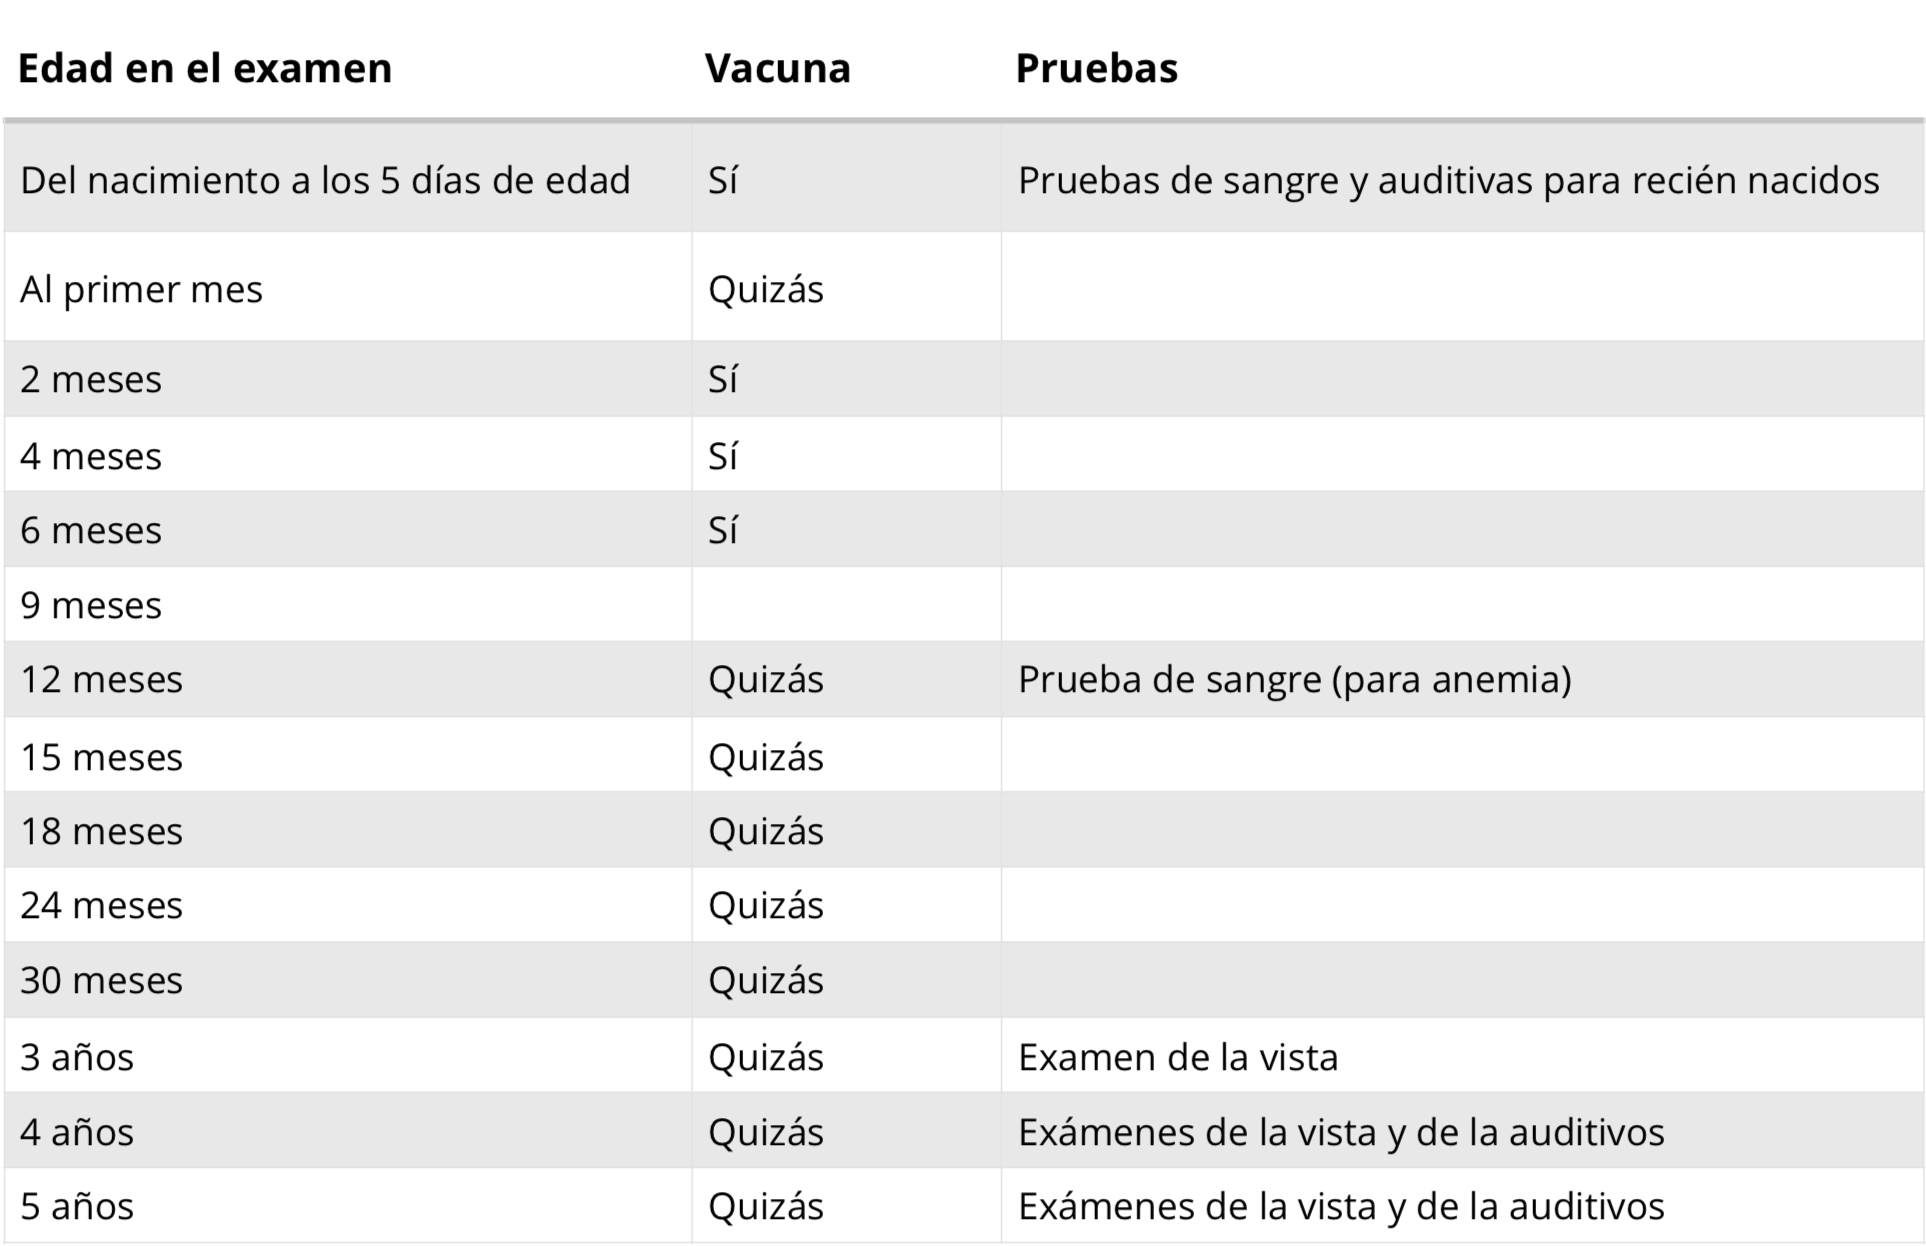 Edad en el examen Vacuna Pruebas
Del nacimiento a los 5 días de edad Sí Pruebas de sangre y auditivas para recién nacidos
Al primer mes Quizás
2 meses Sí
4 meses Sí
6 meses Sí
9 meses
12 meses Quizás Prueba de sangre (para anemia)
15 meses Quizás
18 meses Quizás
24 meses Quizás
30 meses Quizás
3 años Quizás Examen de la vista
4 años Quizás Exámenes de la vista y de la auditivos
5 años Quizás Exámenes de la vista y de la auditivos